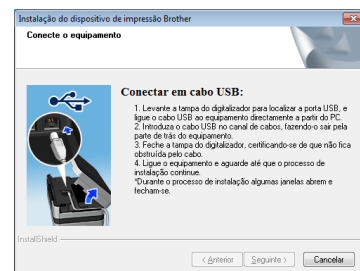 Instalação do dispositivo de impressão Brother
Conecte o equipamento
Conectar em cabo USB:
1. Levante a tampa do digitalizador para localizar a porta USB, e
ligue o cabo USB ao equipamento directamente a partir do PC.
2. Introduza o cabo USB no canal de cabos, fazendo-o sair pela
parte de trás do equipamento.
3. Feche a tampa do digitalizador, certificando-se de que não fica
obstruída pelo cabo.
4. Ligue o equipamento e aguarde até que o processo de
instalação continue.
*Durante o processo de instalação algumas janelas abrem e
fecham-se.
InstallShield
< Anterior
Seguinte >
Cancelar